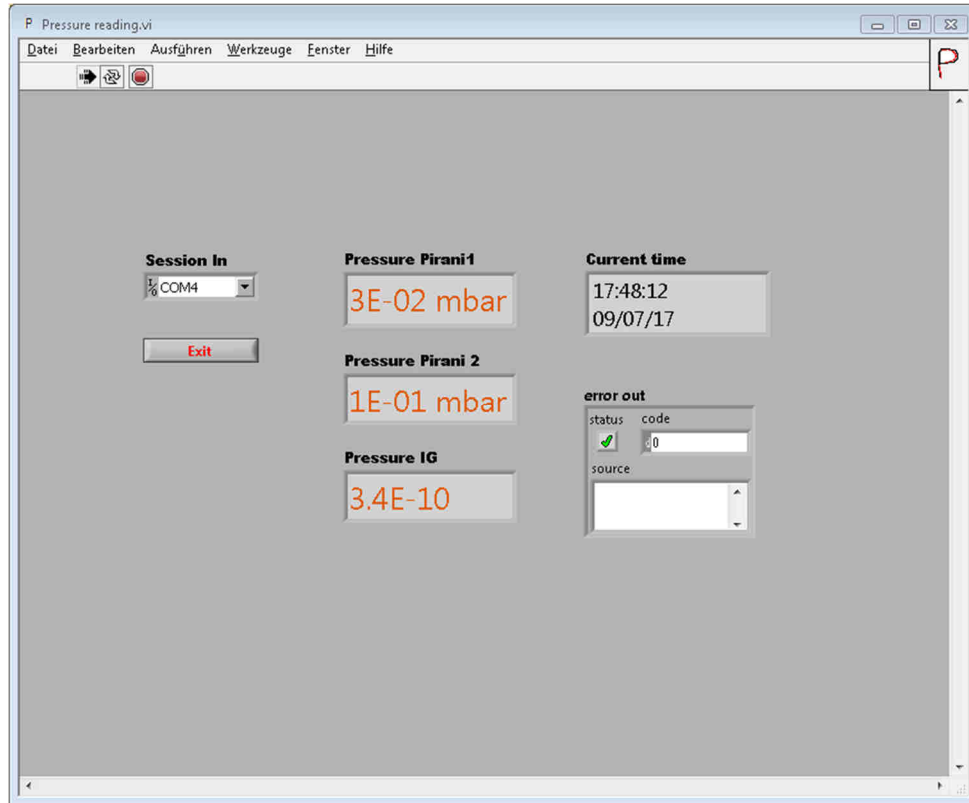 P Pressure reading.vi
Datei Bearbeiten Ausführen Werkzeuge Fenster Hilfe
P
Session In
I/O COM4
Exit
Pressure Pirani1
3E-02 mbar
Pressure Pirani 2
1E-01 mbar
Pressure IG
3.4E-10
Current time
17:48:12
09/07/17
error out
status code
d0
source